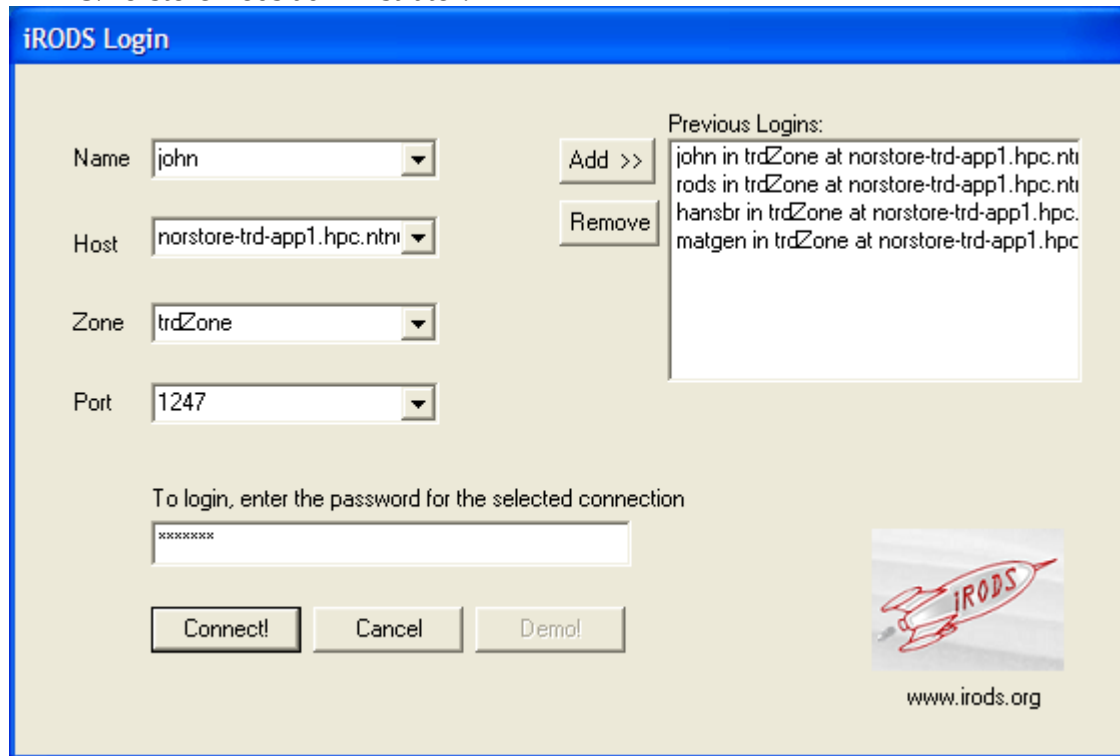 iRODS Login
Name
john
Host
norstore-trd-app1.hpc.ntn
Zone
trdZone
Port
1247
Add >>
Remove
Previous Logins:
john in trdZone at norstore-trd-app1.hpc.ntn
rods in trdZone at norstore-trd-app1.hpc.ntn
hansbr in trdZone at norstore-trd-app1.hpc.
matgen in trdZone at norstore-trd-app1.hpc
To login, enter the password for the selected connection
*******
Connect!
Cancel
Demo!
iRODS
www.irods.org